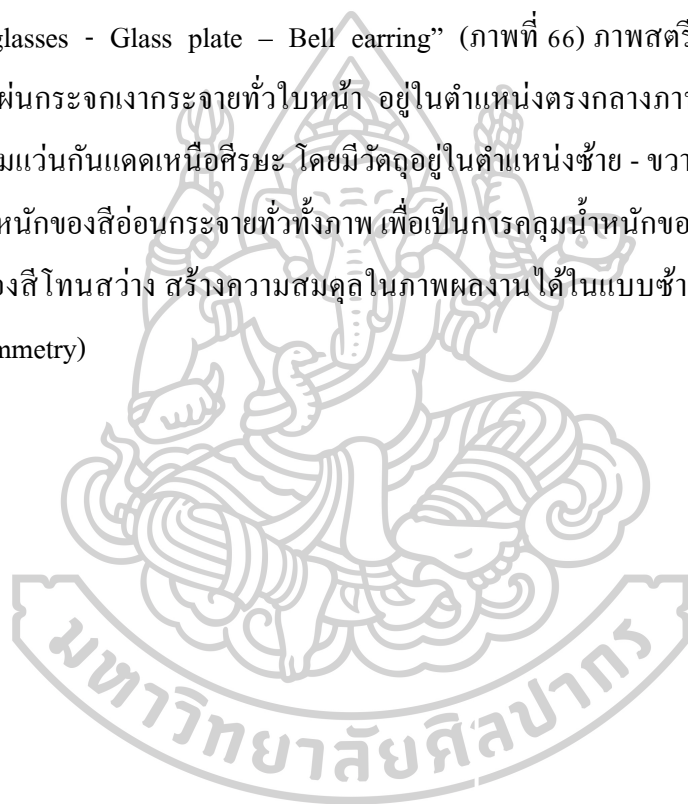 glasses - Glass plate – Bell earring” (ภาพที่ 66) ภาพสตรี
ผ่นกระจกเงากระจายทั่วใบหน้า อยู่ในตำแหน่งตรงกลางภา
มแว่นกันแดดเหนือศีรษะ โดยมีวัตถุอยู่ในตำแหน่งซ้าย - ขวา
หนักของสีอ่อนกระจายทั่วทั้งภาพ เพื่อเป็นการคลุมน้ำหนักขอ
องสีโทนสว่าง สร้างความสมดุลในภาพผลงานได้ในแบบซ้า
mmetry)
มหาวิทยาลัยศิลปากร